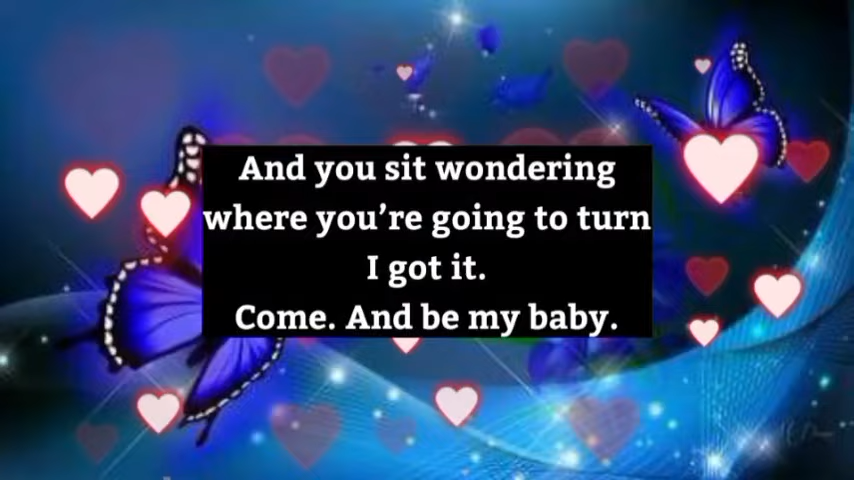 And you sit wondering
where you’re going to turn
I got it.
Come. And be my baby.